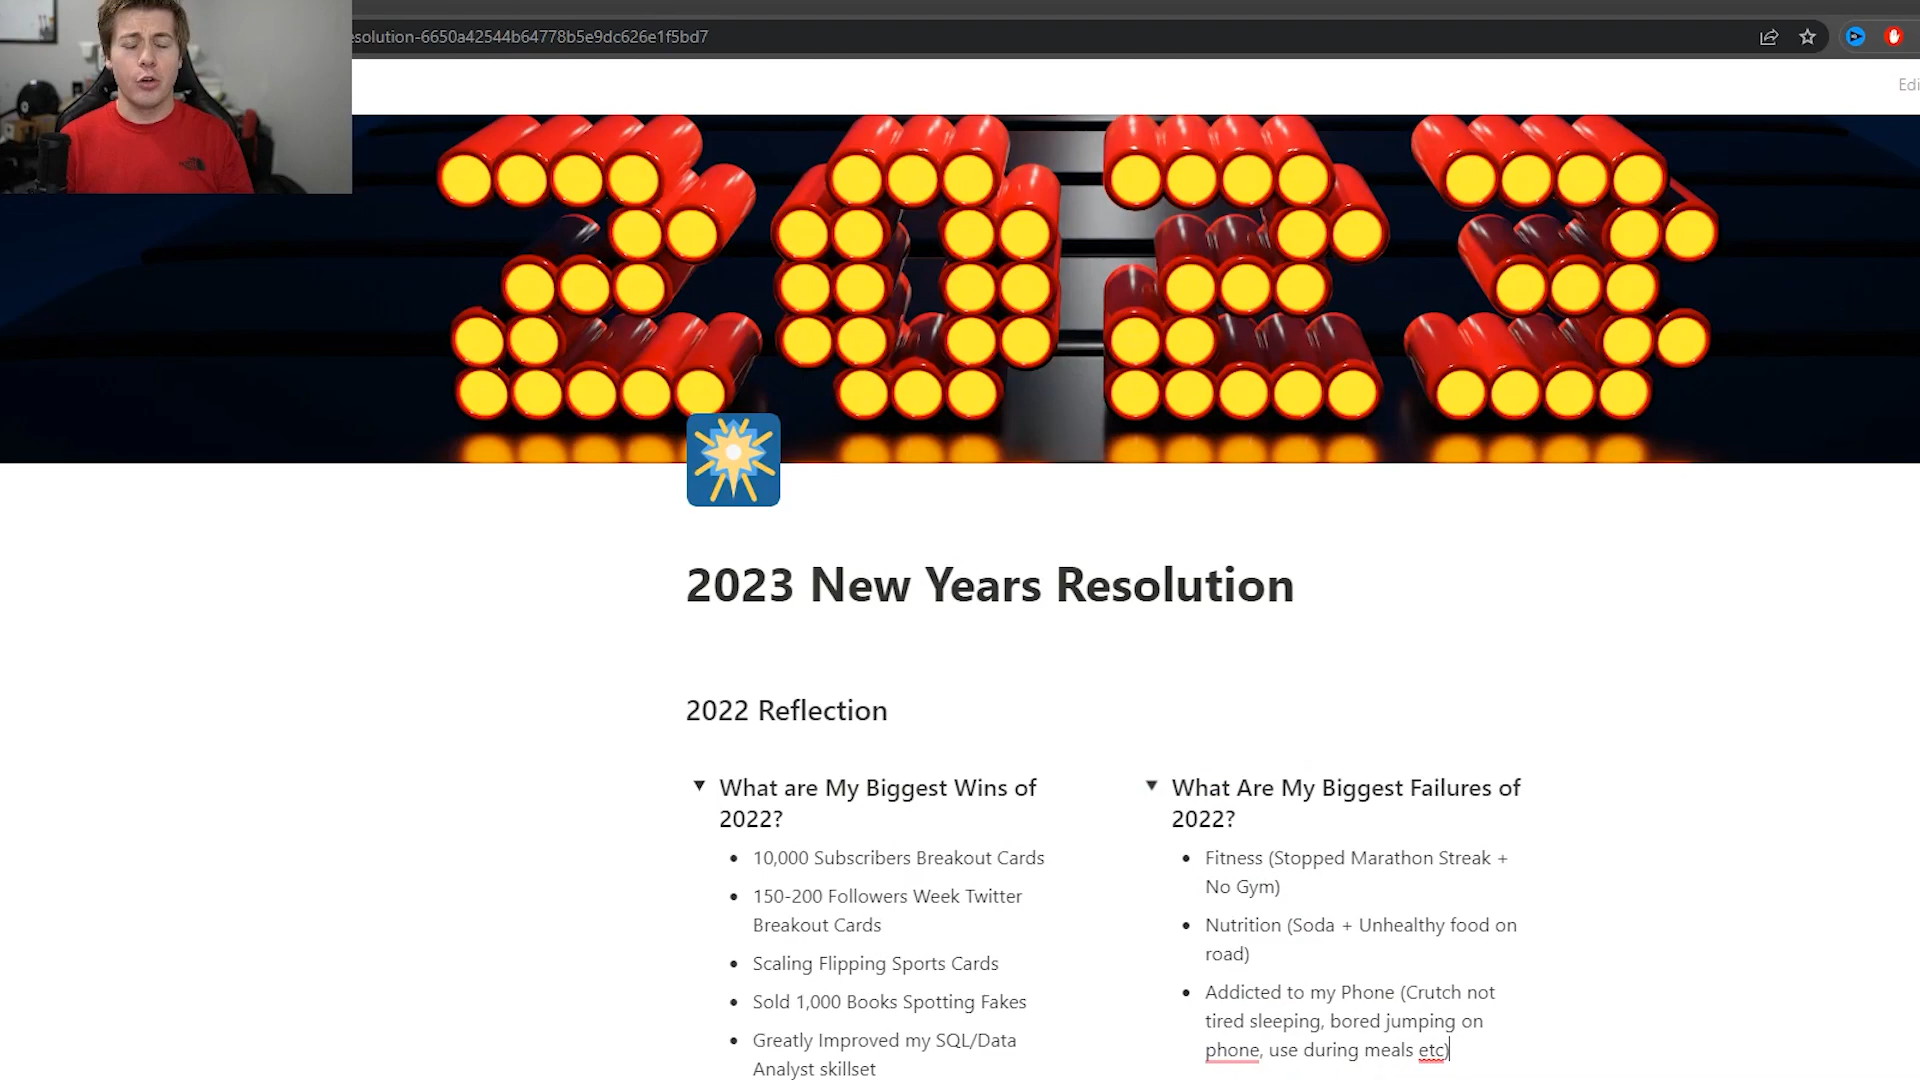 esolution-6650a42544b64778b5e9dc626e1f5bd7
Edi
2023
2023 New Years Resolution
2022 Reflection
What are My Biggest Wins of
2022?
10,000 Subscribers Breakout Cards
150-200 Followers Week Twitter
Breakout Cards
Scaling Flipping Sports Cards
Sold 1,000 Books Spotting Fakes
Greatly Improved my SQL/Data
Analyst skillset
What Are My Biggest Failures of
2022?
Fitness (Stopped Marathon Streak +
No Gym)
Nutrition (Soda + Unhealthy food on
road)
Addicted to my Phone (Crutch not
tired sleeping, bored jumping on
phone, use during meals etc)